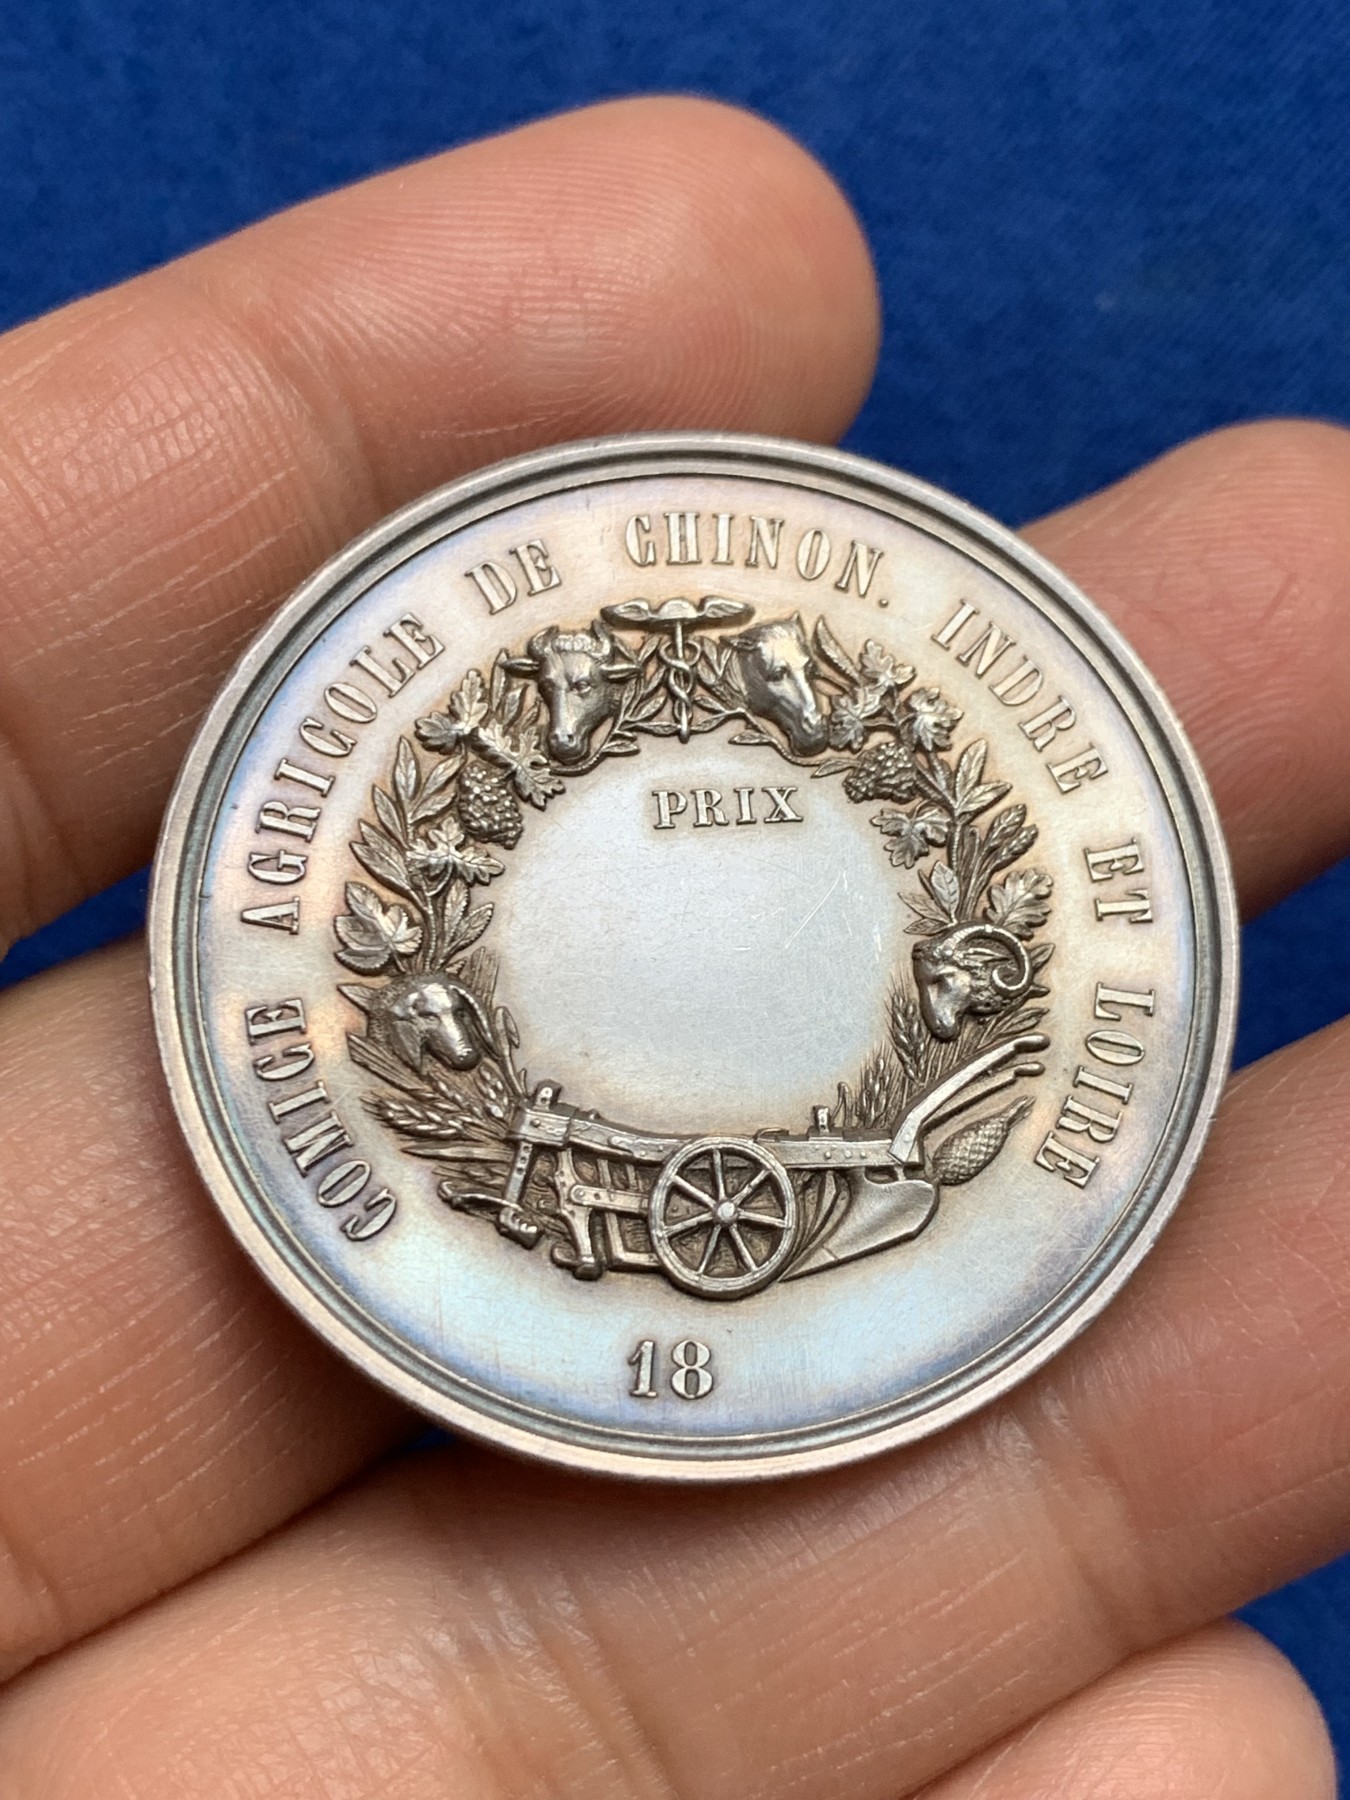 COMICE AGRICOLE DE CHINON. INDRE ET LOIRE
PRIX
18